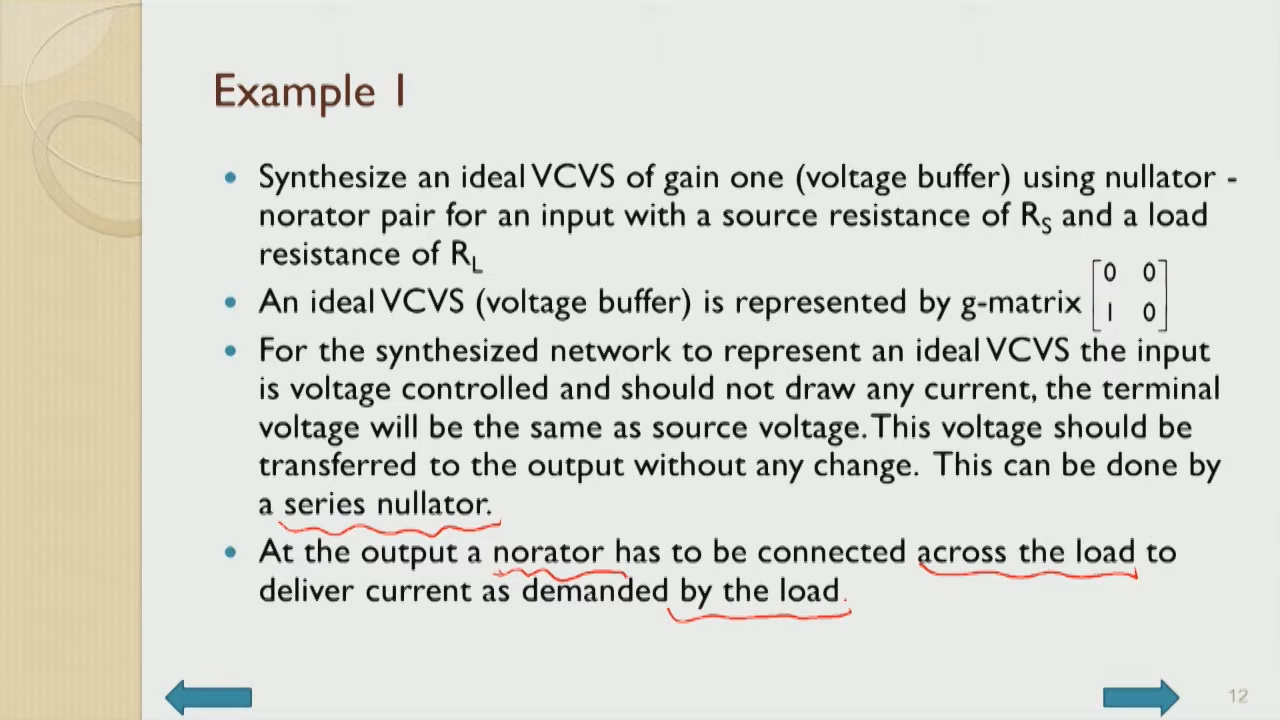 Example 1
• Synthesize an ideal VCVS of gain one (voltage buffer) using nullator -
norator pair for an input with a source resistance of R_S and a load
resistance of R_L
• An ideal VCVS (voltage buffer) is represented by g-matrix [0 0; 1 0]
• For the synthesized network to represent an ideal VCVS the input
is voltage controlled and should not draw any current, the terminal
voltage will be the same as source voltage. This voltage should be
transferred to the output without any change. This can be done by
a series nullator.
• At the output a norator has to be connected across the load to
deliver current as demanded by the load.
12